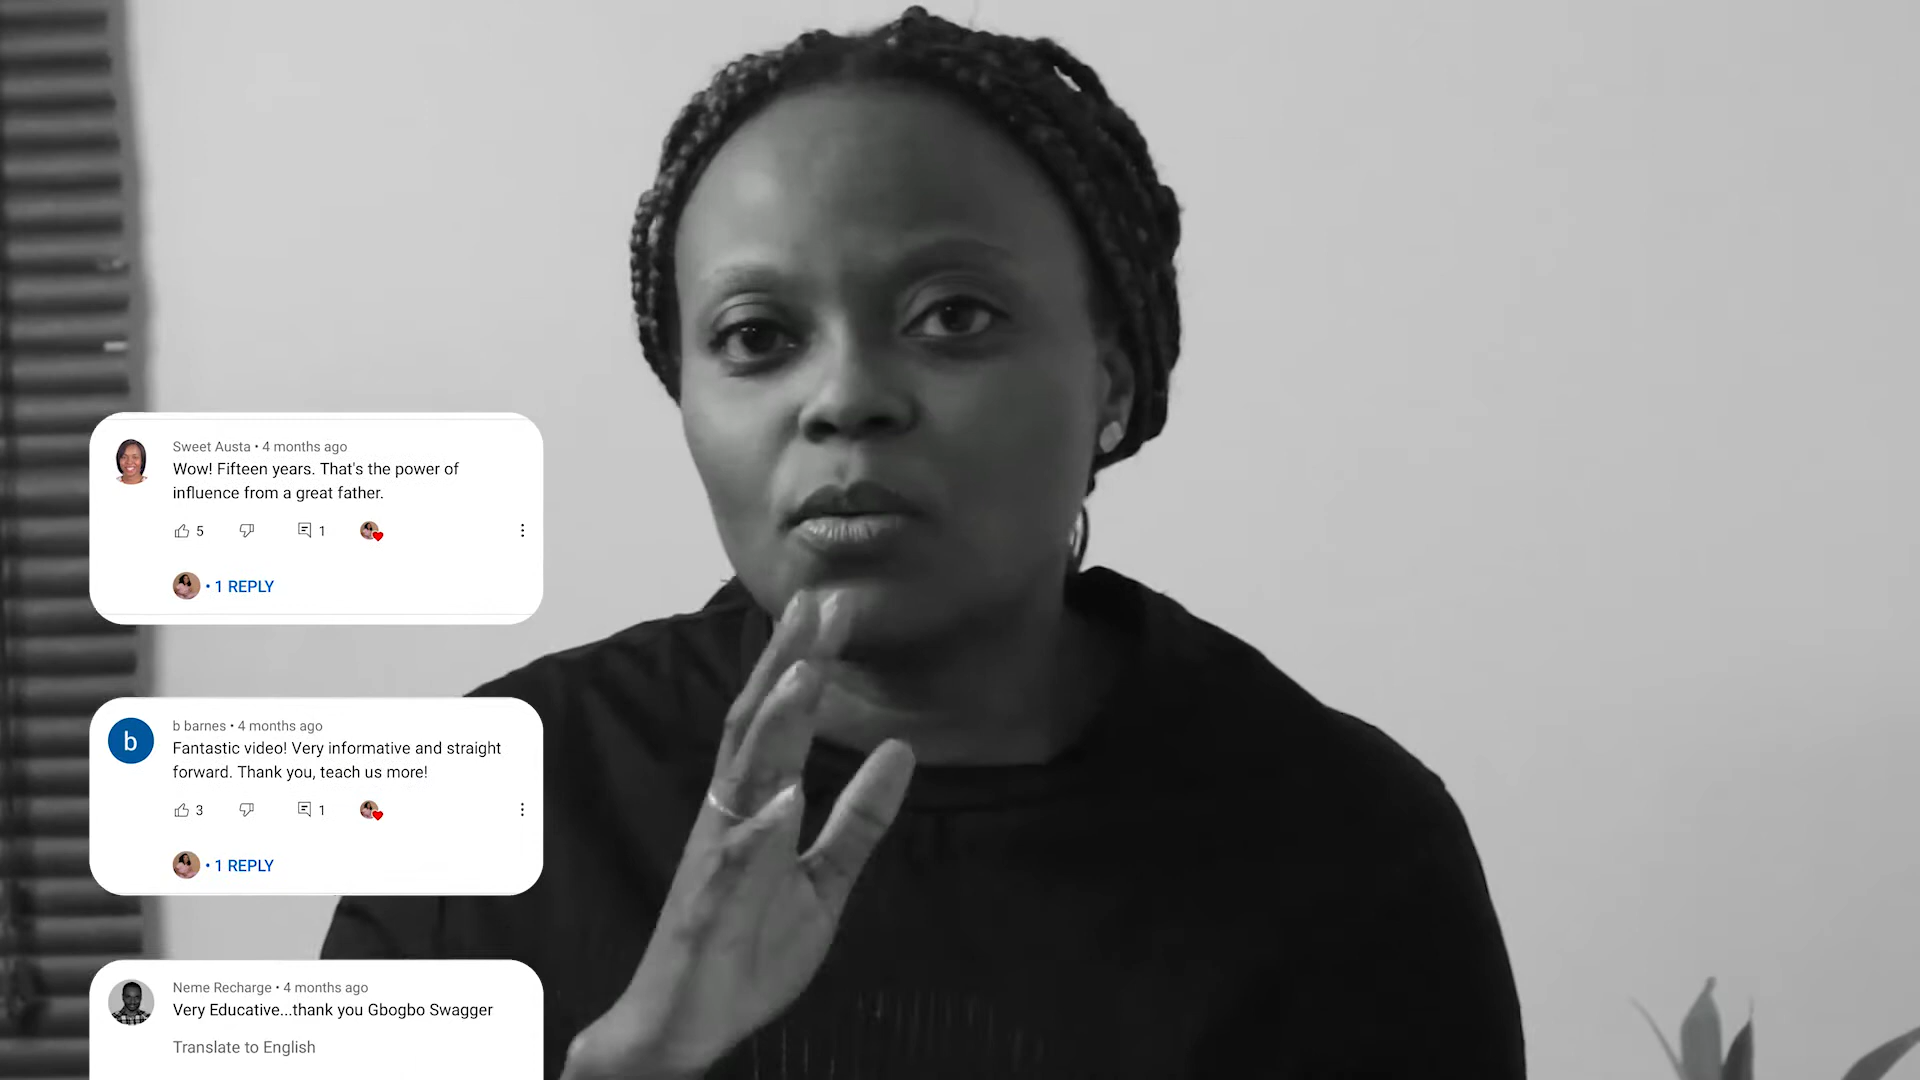 Sweet Austa • 4 months ago
Wow! Fifteen years. That's the power of
influence from a great father.
5 1
• 1 REPLY
b
b barnes • 4 months ago
Fantastic video! Very informative and straight
forward. Thank you, teach us more!
3 1
• 1 REPLY
Neme Recharge • 4 months ago
Very Educative...thank you Gbogbo Swagger
Translate to English